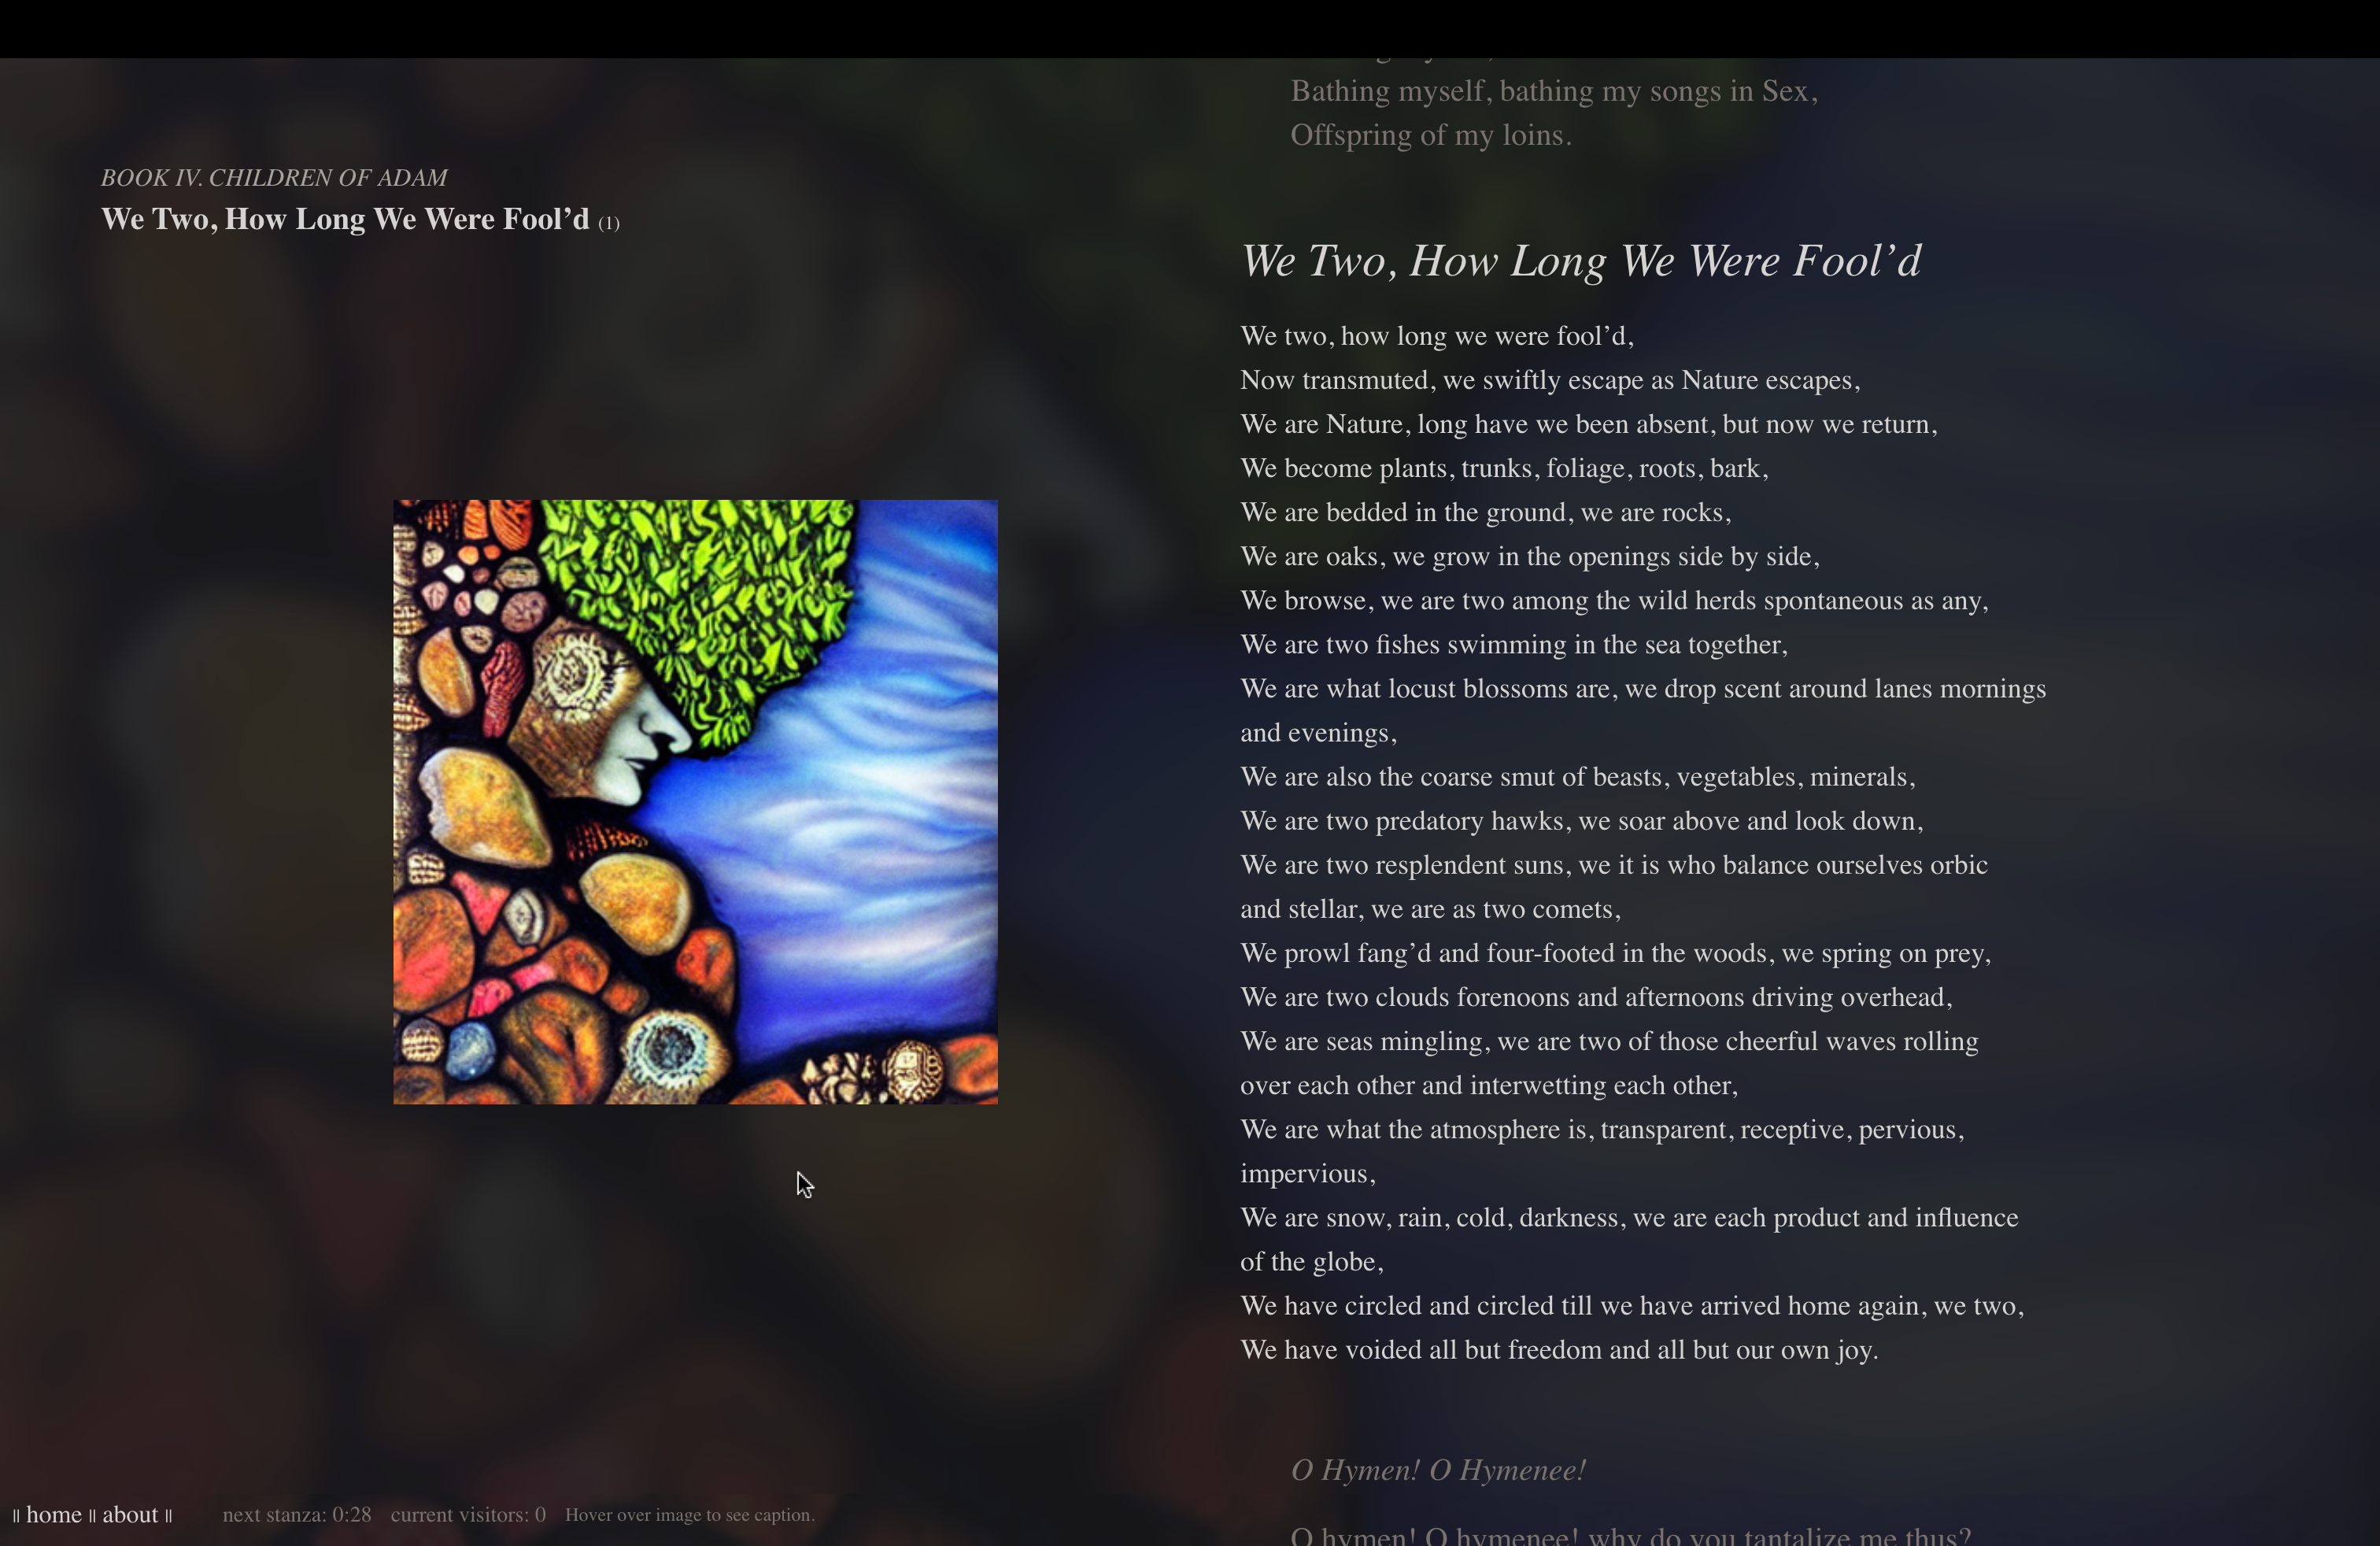 Bathing myself, bathing my songs in Sex,
Offspring of my loins.
BOOK IV. CHILDREN OF ADAM
We Two, How Long We Were Fool’d (1)
We Two, How Long We Were Fool’d
We two, how long we were fool’d,
Now transmuted, we swiftly escape as Nature escapes,
We are Nature, long have we been absent, but now we return,
We become plants, trunks, foliage, roots, bark,
We are bedded in the ground, we are rocks,
We are oaks, we grow in the openings side by side,
We browse, we are two among the wild herds spontaneous as any,
We are two fishes swimming in the sea together,
We are what locust blossoms are, we drop scent around lanes mornings
and evenings,
We are also the coarse smut of beasts, vegetables, minerals,
We are two predatory hawks, we soar above and look down,
We are two resplendent suns, we it is who balance ourselves orbic
and stellar, we are as two comets,
We prowl fang’d and four-footed in the woods, we spring on prey,
We are two clouds forenoons and afternoons driving overhead,
We are seas mingling, we are two of those cheerful waves rolling
over each other and interwetting each other,
We are what the atmosphere is, transparent, receptive, pervious,
impervious,
We are snow, rain, cold, darkness, we are each product and influence
of the globe,
We have circled and circled till we have arrived home again, we two,
We have voided all but freedom and all but our own joy.
O Hymen! O Hymenee!
O hymen! O hymenee! why do you tantalize me thus?
|| home || about || next stanza: 0:28 current visitors: 0 Hover over image to see caption.